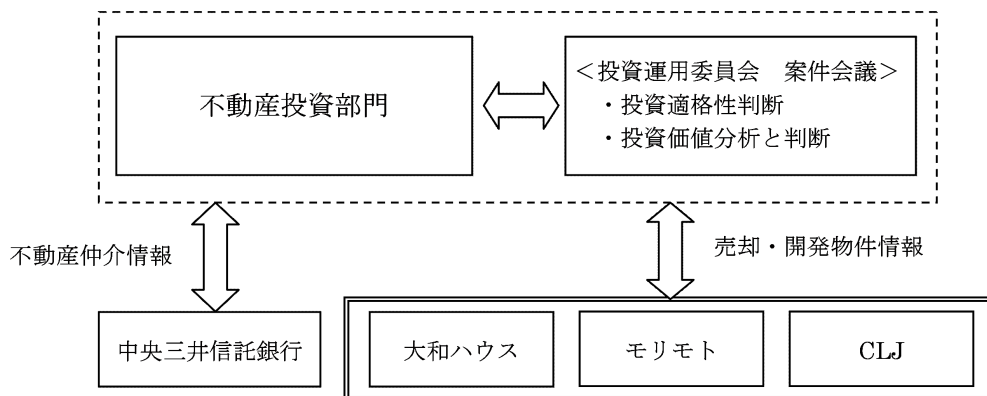 不動産投資部門
＜投資運用委員会　案件会議＞
・投資適格性判断
・投資価値分析と判断
不動産仲介情報
売却・開発物件情報
中央三井信託銀行
大和ハウス
モリモト
CLJ